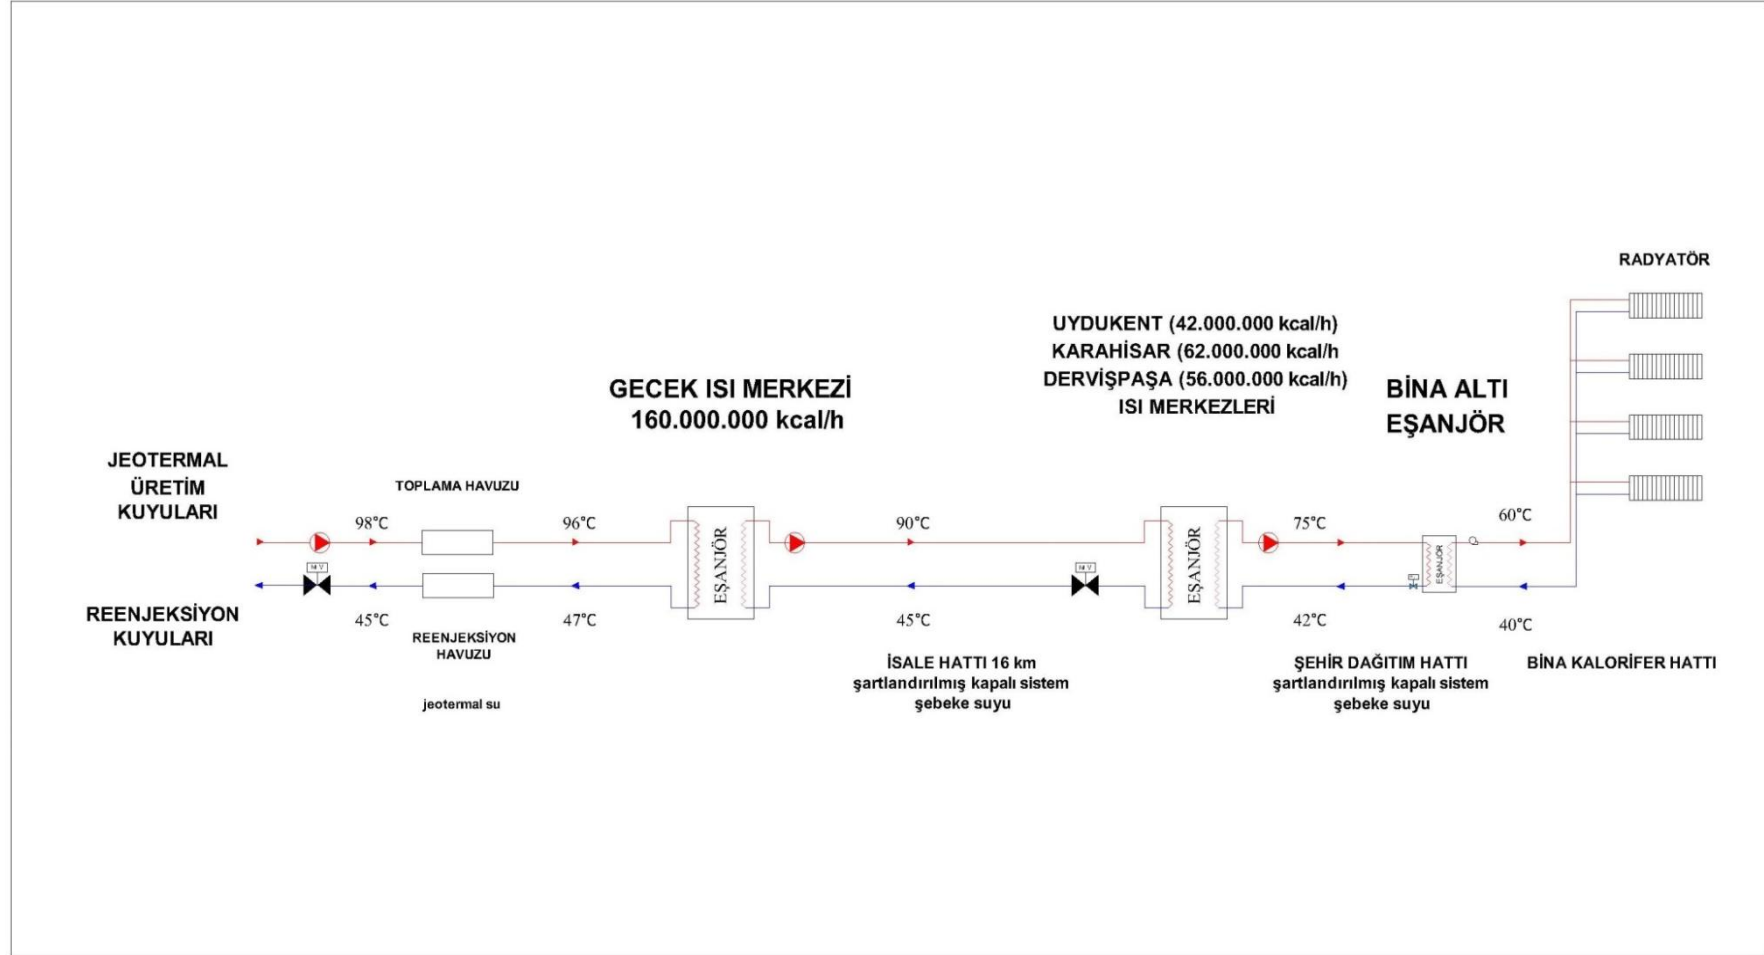 RADYATÖR
UYDUKENT (42.000.000 kcal/h)
KARAHİSAR (62.000.000 kcal/h
DERVİŞPAŞA (56.000.000 kcal/h)
ISI MERKEZLERİ
GECEK ISI MERKEZİ
160.000.000 kcal/h
BİNA ALTI
EŞANJÖR
JEOTERMAL
ÜRETİM
KUYULARI
TOPLAMA HAVUZU
98°C
96°C
90°C
75°C
60°C
EŞANJÖR
EŞANJÖR
EŞANJÖR
M V
M V
REENJEKSİYON
KUYULARI
45°C
47°C
45°C
42°C
40°C
REENJEKSİYON
HAVUZU
jeotermal su
İSALE HATTI 16 km
şartlandırılmış kapalı sistem
şebeke suyu
ŞEHİR DAĞITIM HATTI
şartlandırılmış kapalı sistem
şebeke suyu
BİNA KALORİFER HATTI